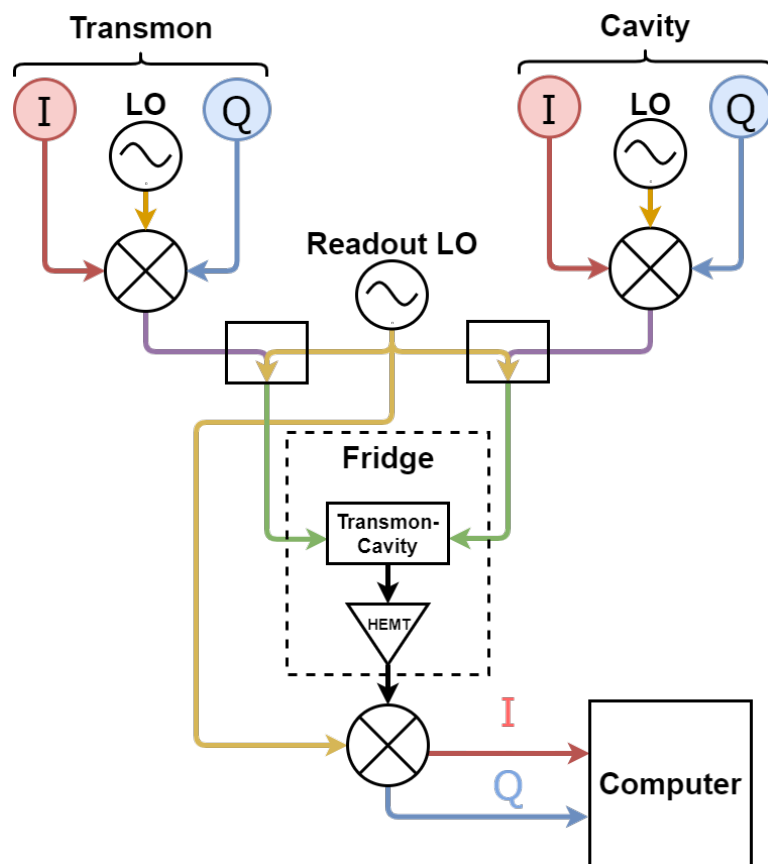 Transmon
Cavity
I
LO
Q
I
LO
Q
Readout LO
Fridge
Transmon-
Cavity
HEMT
I
Q
Computer